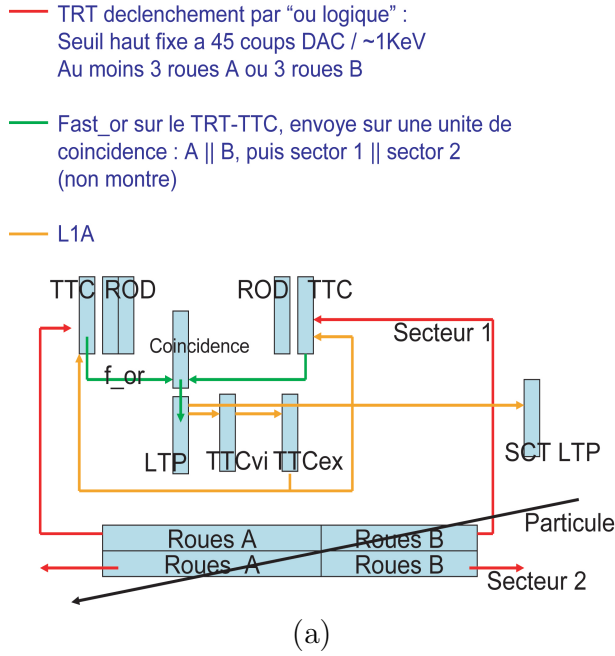 TRT declenchement par “ou logique” :
Seuil haut fixe a 45 coups DAC / ~1KeV
Au moins 3 roues A ou 3 roues B
Fast_or sur le TRT-TTC, envoye sur une unite de
coincidence : A || B, puis sector 1 || sector 2
(non montre)
L1A
TTC ROD ROD TTC
Secteur 1
Coincidence
f_or
LTP TTCvi TTCex SCT LTP
Particule
Roues A Roues B
Roues A Roues B
Secteur 2
(a)